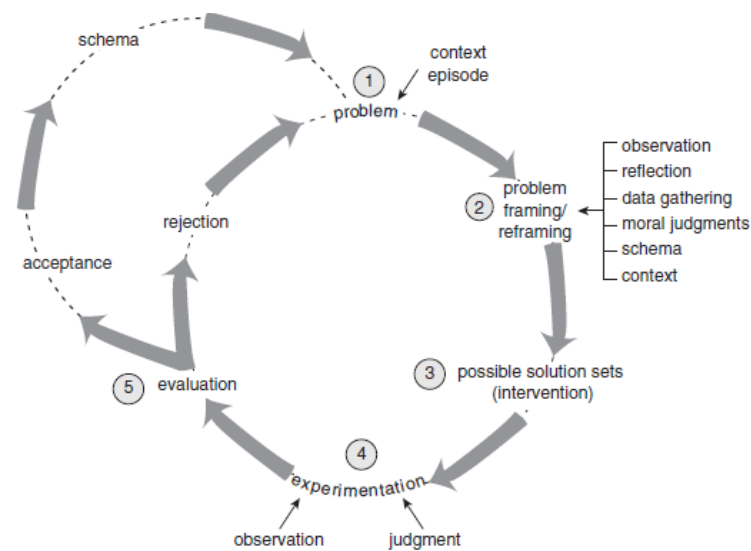 schema
context
episode
1
problem
observation
reflection
data gathering
moral judgments
schema
context
2
problem
framing/
reframing
rejection
acceptance
3
possible solution sets
(intervention)
5
evaluation
4
experimentation
observation
judgment